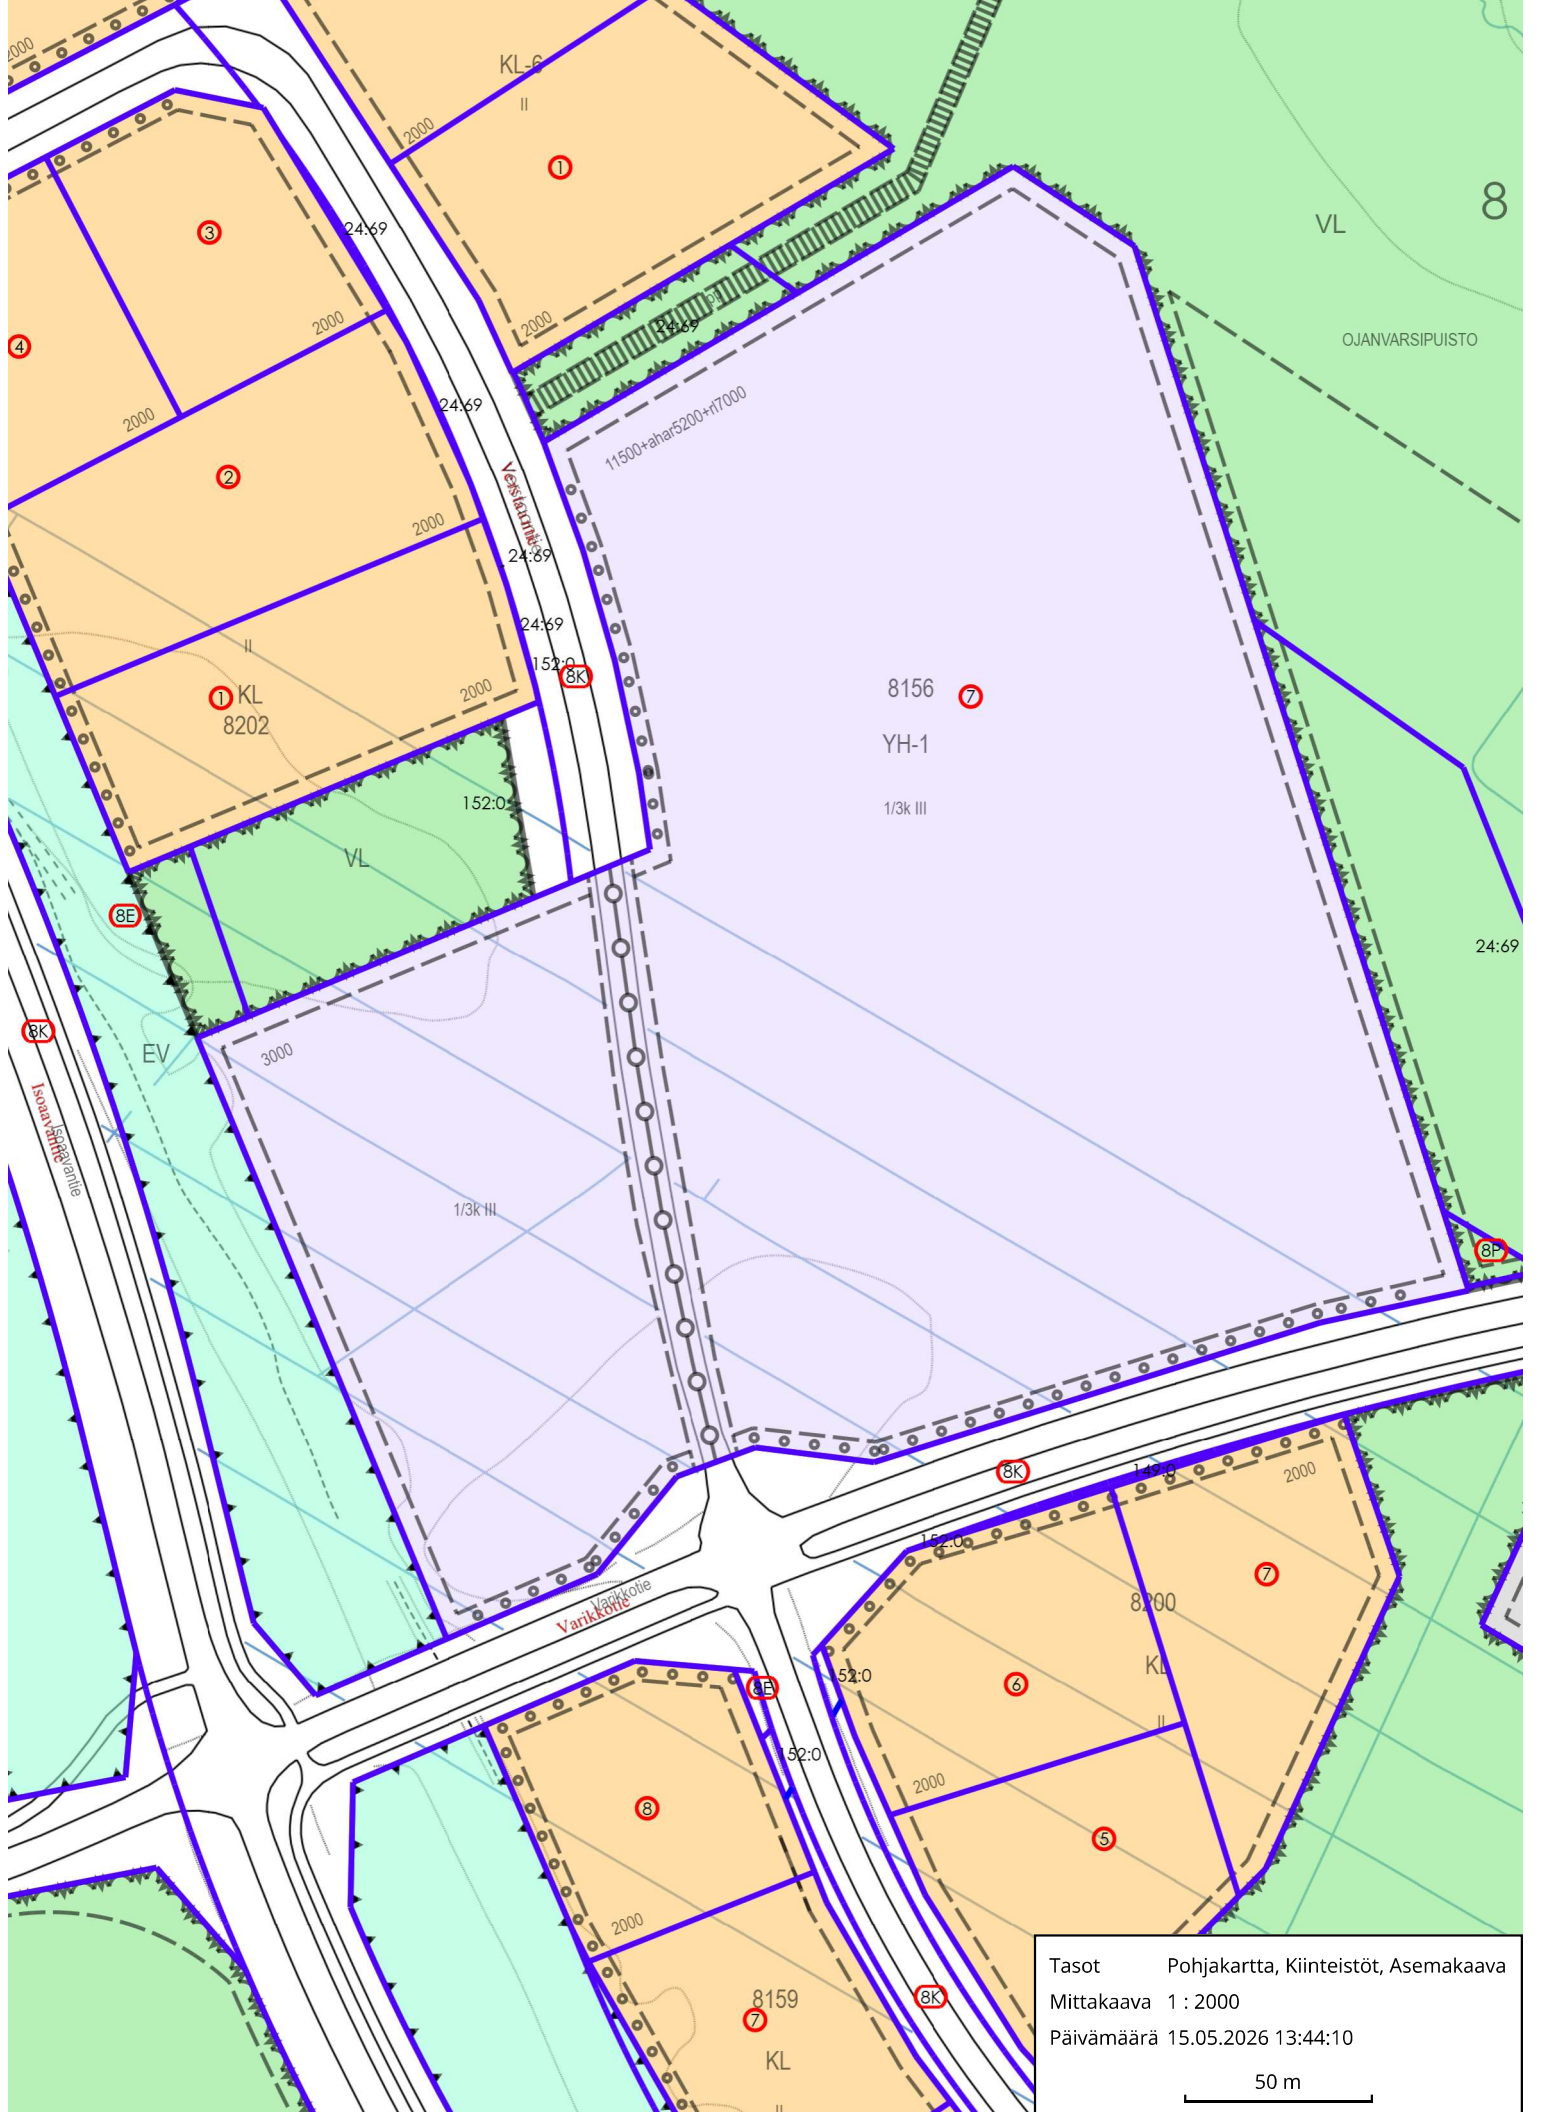 2000
KL-6
II
2000
1
8
3
VL
24:69
2000
2000
24:69
OJANVARSIPUISTO
4
24:69
2000
11500+ahar5200+rl7000
2
2000
24:69
24:69
II
152:0
8K
1
KL
2000
8156
7
8202
YH-1
152:0
1/3k III
VL
8E
24:69
8K
EV
3000
Isoaavantie
Isoaavantie
1/3k III
8P
8K
149:0
2000
152:0
7
Varikkotie
Varikkotie
8200
KL
152:0
6
8E
II
152:0
2000
8
5
2000
8K
8159
7
KL
II
Tasot Pohjakartta, Kiinteistöt, Asemakaava
Mittakaava 1 : 2000
Päivämäärä 15.05.2026 13:44:10
50 m